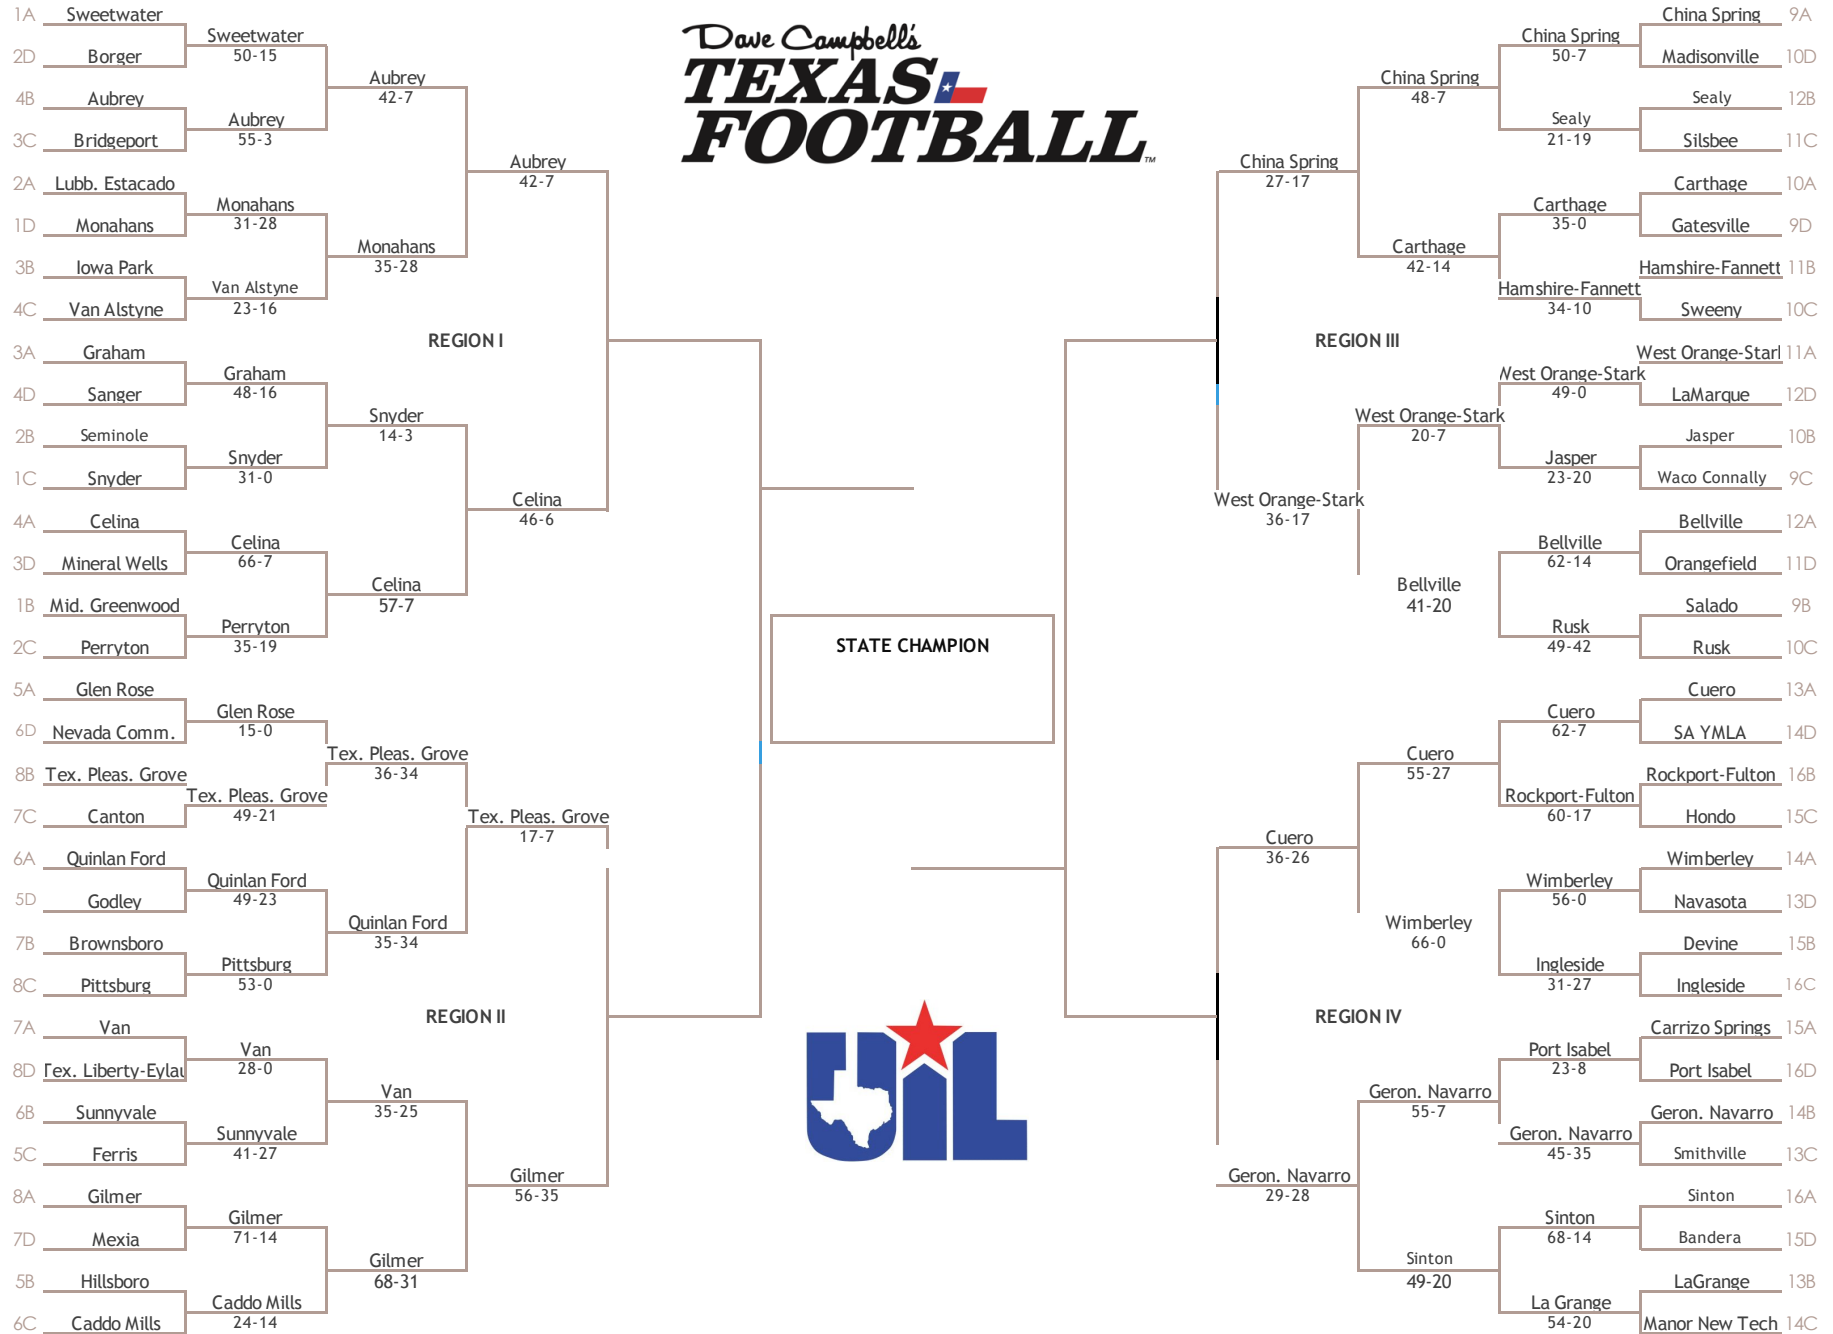 Dave Campbell's
TEXAS
FOOTBALL™
1A Sweetwater
2D Borger
4B Aubrey
3C Bridgeport
2A Lubb. Estacado
1D Monahans
3B Iowa Park
4C Van Alstyne
3A Graham
4D Sanger
2B Seminole
1C Snyder
4A Celina
3D Mineral Wells
1B Mid. Greenwood
2C Perryton
5A Glen Rose
6D Nevada Comm.
8B Tex. Pleas. Grove
7C Canton
6A Quinlan Ford
5D Godley
7B Brownsboro
8C Pittsburg
7A Van
8D Tex. Liberty-Eylau
6B Sunnyvale
5C Ferris
8A Gilmer
7D Mexia
5B Hillsboro
6C Caddo Mills
Sweetwater
50-15
Aubrey
55-3
Monahans
31-28
Van Alstyne
23-16
Graham
48-16
Snyder
31-0
Celina
66-7
Perryton
35-19
Glen Rose
15-0
Tex. Pleas. Grove
49-21
Quinlan Ford
49-23
Pittsburg
53-0
Van
28-0
Sunnyvale
41-27
Gilmer
71-14
Caddo Mills
24-14
Aubrey
42-7
Monahans
35-28
Snyder
14-3
Celina
57-7
Tex. Pleas. Grove
36-34
Quinlan Ford
35-34
Van
35-25
Gilmer
68-31
Aubrey
42-7
Celina
46-6
Tex. Pleas. Grove
17-7
Gilmer
56-35
REGION I
REGION II
STATE CHAMPION
UIL
REGION III
REGION IV
China Spring
27-17
West Orange-Stark
36-17
Cuero
36-26
Geron. Navarro
29-28
China Spring
48-7
Carthage
42-14
West Orange-Stark
20-7
Bellville
41-20
Cuero
55-27
Wimberley
66-0
Geron. Navarro
55-7
Sinton
49-20
China Spring
50-7
Sealy
21-19
Carthage
35-0
Hamshire-Fannett
34-10
West Orange-Stark
49-0
Jasper
23-20
Bellville
62-14
Rusk
49-42
Cuero
62-7
Rockport-Fulton
60-17
Wimberley
56-0
Ingleside
31-27
Port Isabel
23-8
Geron. Navarro
45-35
Sinton
68-14
La Grange
54-20
China Spring 9A
Madisonville 10D
Sealy 12B
Silsbee 11C
Carthage 10A
Gatesville 9D
Hamshire-Fannett 11B
Sweeny 10C
West Orange-Starl 11A
LaMarque 12D
Jasper 10B
Waco Connally 9C
Bellville 12A
Orangefield 11D
Salado 9B
Rusk 10C
Cuero 13A
SA YMLA 14D
Rockport-Fulton 16B
Hondo 15C
Wimberley 14A
Navasota 13D
Devine 15B
Ingleside 16C
Carrizo Springs 15A
Port Isabel 16D
Geron. Navarro 14B
Smithville 13C
Sinton 16A
Bandera 15D
LaGrange 13B
Manor New Tech 14C